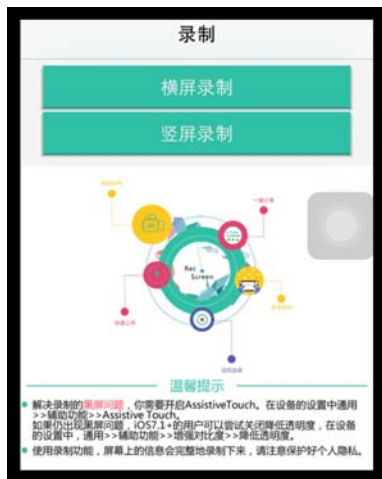 录制
横屏录制
竖屏录制
Rec
Screen
温馨提示
解决录制的黑屏问题，你需要开启AssistiveTouch。在设备的设置中通用
>>辅助功能>>Assistive Touch。
如果仍出现黑屏问题，iOS7.1+的用户可以尝试关闭降低透明度，在设备
的设置中，通用>>辅助功能>>增强对比度>>降低透明度。
使用录制功能，屏幕上的信息会完整地录制下来，请注意保护好个人隐私。